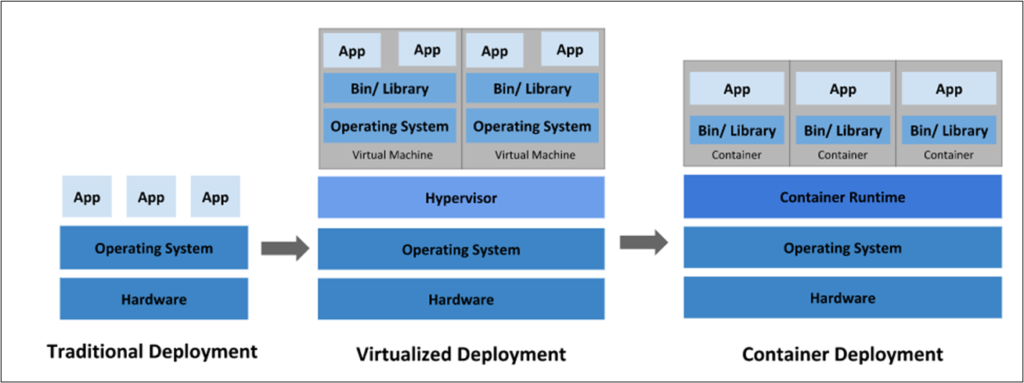 App
App
App
Operating System
Hardware
Traditional Deployment
App
App
Bin/ Library
Operating System
Virtual Machine
App
App
Bin/ Library
Operating System
Virtual Machine
Hypervisor
Operating System
Hardware
Virtualized Deployment
App
Bin/ Library
Container
App
Bin/ Library
Container
App
Bin/ Library
Container
Container Runtime
Operating System
Hardware
Container Deployment